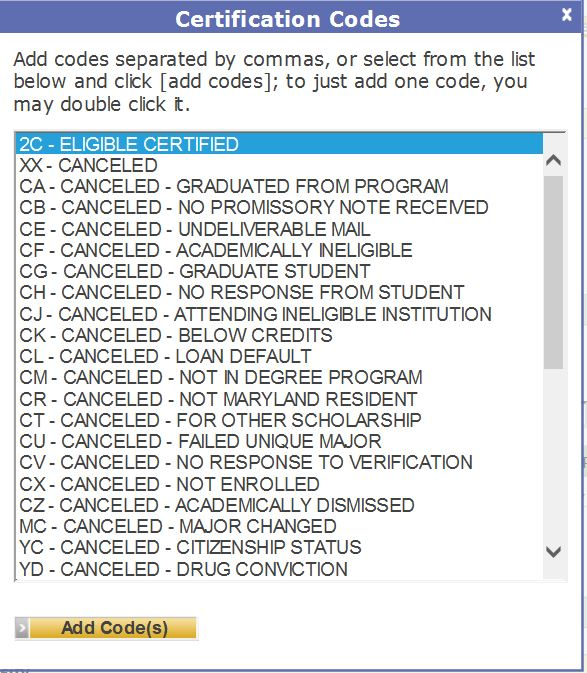 Certification Codes x
Add codes separated by commas, or select from the list
below and click [add codes]; to just add one code, you
may double click it.
2C - ELIGIBLE CERTIFIED
XX - CANCELED
CA - CANCELED - GRADUATED FROM PROGRAM
CB - CANCELED - NO PROMISSORY NOTE RECEIVED
CE - CANCELED - UNDELIVERABLE MAIL
CF - CANCELED - ACADEMICALLY INELIGIBLE
CG - CANCELED - GRADUATE STUDENT
CH - CANCELED - NO RESPONSE FROM STUDENT
CJ - CANCELED - ATTENDING INELIGIBLE INSTITUTION
CK - CANCELED - BELOW CREDITS
CL - CANCELED - LOAN DEFAULT
CM - CANCELED - NOT IN DEGREE PROGRAM
CR - CANCELED - NOT MARYLAND RESIDENT
CT - CANCELED - FOR OTHER SCHOLARSHIP
CU - CANCELED - FAILED UNIQUE MAJOR
CV - CANCELED - NO RESPONSE TO VERIFICATION
CX - CANCELED - NOT ENROLLED
CZ - CANCELED - ACADEMICALLY DISMISSED
MC - CANCELED - MAJOR CHANGED
YC - CANCELED - CITIZENSHIP STATUS
YD - CANCELED - DRUG CONVICTION
Add Code(s)